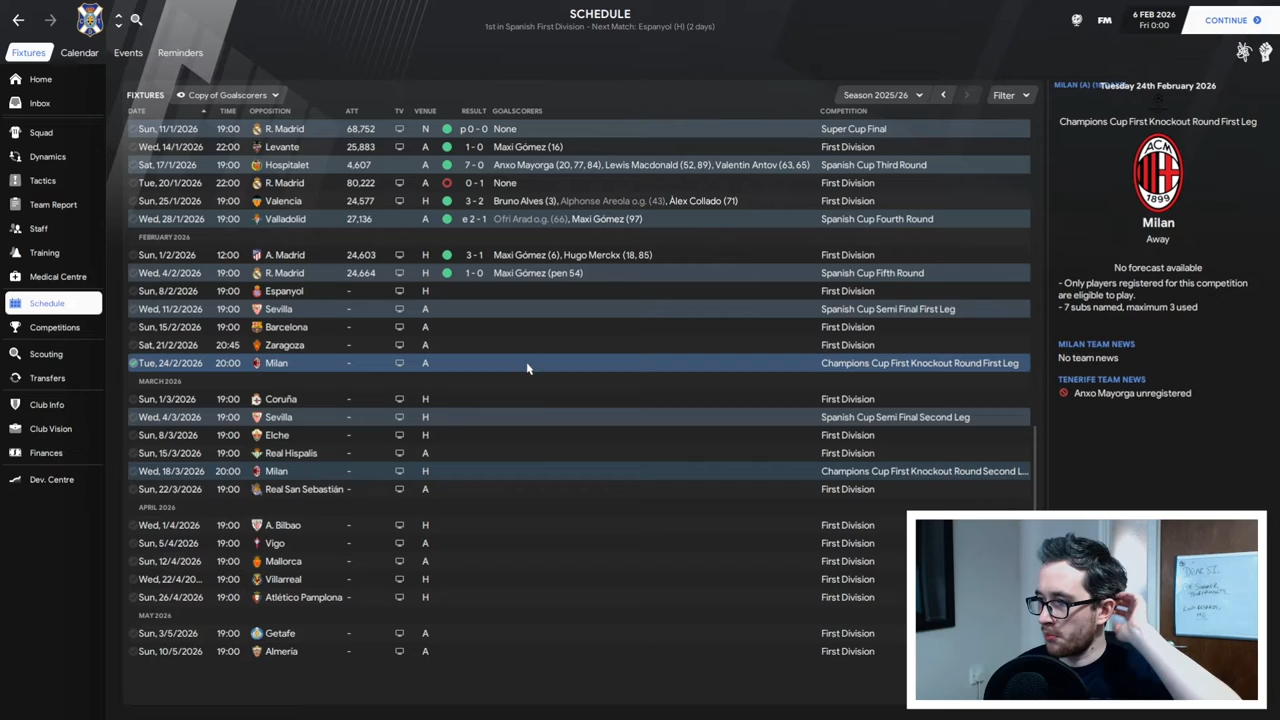 SCHEDULE
1st in Spanish First Division - Next Match: Espanyol (H) (2 days)
FM
6 FEB 2026
Fri 0:00
CONTINUE
Fixtures
Calendar
Events
Reminders
Home
Inbox
Squad
Dynamics
Tactics
Team Report
Staff
Training
Medical Centre
Schedule
Competitions
Scouting
Transfers
Club Info
Club Vision
Finances
Dev. Centre
FIXTURES Copy of Goalscorers Season 2025/26 Filter
DATE TIME OPPOSITION ATT TV VENUE RESULT GOALSCORERS COMPETITION
Sun, 11/1/2026 19:00 R. Madrid 68,752 N p 0 - 0 None Super Cup Final
Wed, 14/1/2026 22:00 Levante 25,883 A 1 - 0 Maxi Gómez (16) First Division
Sat, 17/1/2026 19:00 Hospitalet 4,607 A 7 - 0 Anxo Mayorga (20, 77, 84), Lewis Macdonald (52, 89), Valentin Antov (63, 65) Spanish Cup Third Round
Tue, 20/1/2026 22:00 R. Madrid 80,222 A 0 - 1 None First Division
Sun, 25/1/2026 19:00 Valencia 24,577 H 3 - 2 Bruno Alves (3), Alphonse Areola o.g. (43), Àlex Collado (71) First Division
Wed, 28/1/2026 19:00 Valladolid 27,136 A e 2 - 1 Ofri Arad o.g. (66), Maxi Gómez (97) Spanish Cup Fourth Round
FEBRUARY 2026
Sun, 1/2/2026 12:00 A. Madrid 24,603 H 3 - 1 Maxi Gómez (6), Hugo Merckx (18, 85) First Division
Wed, 4/2/2026 19:00 R. Madrid 24,664 H 1 - 0 Maxi Gómez (pen 54) Spanish Cup Fifth Round
Sun, 8/2/2026 19:00 Espanyol - H First Division
Wed, 11/2/2026 19:00 Sevilla - A Spanish Cup Semi Final First Leg
Sun, 15/2/2026 19:00 Barcelona - A First Division
Sat, 21/2/2026 20:45 Zaragoza - A First Division
Tue, 24/2/2026 20:00 Milan - A Champions Cup First Knockout Round First Leg
MARCH 2026
Sun, 1/3/2026 19:00 Coruña - H First Division
Wed, 4/3/2026 19:00 Sevilla - H Spanish Cup Semi Final Second Leg
Sun, 8/3/2026 19:00 Elche - H First Division
Sun, 15/3/2026 19:00 Real Hispalis - A First Division
Wed, 18/3/2026 20:00 Milan - H Champions Cup First Knockout Round Second L...
Sun, 22/3/2026 19:00 Real San Sebastián - A First Division
APRIL 2026
Wed, 1/4/2026 19:00 A. Bilbao - H First Division
Sun, 5/4/2026 19:00 Vigo - A First Division
Sun, 12/4/2026 19:00 Mallorca - A First Division
Wed, 22/4/20... 19:00 Villarreal - H First Division
Sun, 26/4/2026 19:00 Atlético Pamplona - H First Division
MAY 2026
Sun, 3/5/2026 19:00 Getafe - A First Division
Sun, 10/5/2026 19:00 Almería - A First Division
MILAN (A)
Tuesday 24th February 2026
Champions Cup First Knockout Round First Leg
ACM
1899
Milan
Away
No forecast available
- Only players registered for this competition
are eligible to play.
- 7 subs named, maximum 3 used
MILAN TEAM NEWS
No team news
TENERIFE TEAM NEWS
Anxo Mayorga unregistered
DEAR SI,